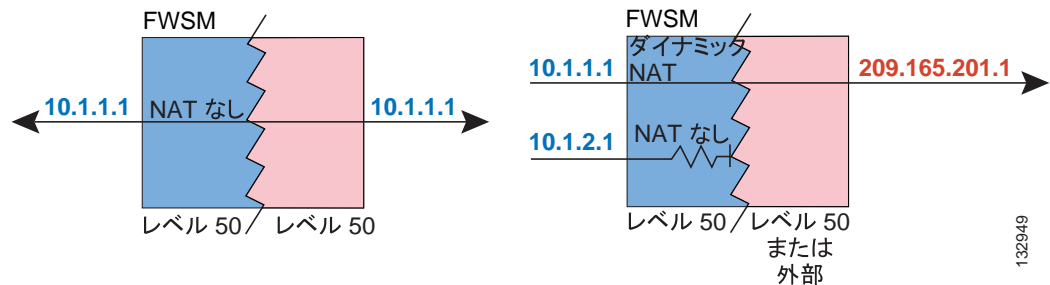 FWSM
10.1.1.1 NAT なし 10.1.1.1
レベル 50 レベル 50
FWSM
ダイナミック
10.1.1.1 NAT 209.165.201.1
10.1.2.1 NAT なし
レベル 50 レベル 50
または
外部
132949